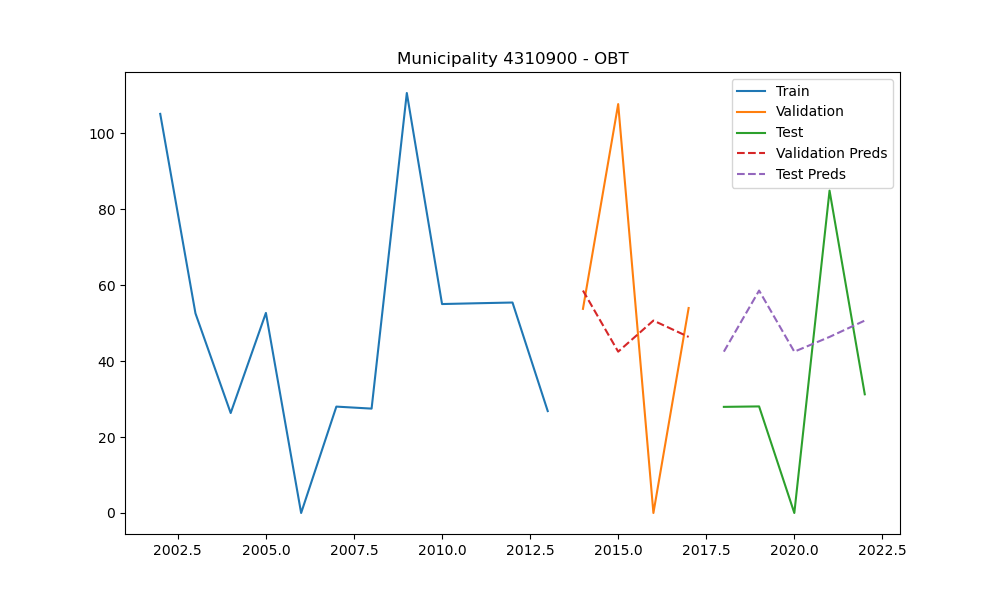 Municipality 4310900 - OBT
Train
Validation
Test
Validation Preds
Test Preds
100
80
60
40
20
0
2002.5 2005.0 2007.5 2010.0 2012.5 2015.0 2017.5 2020.0 2022.5